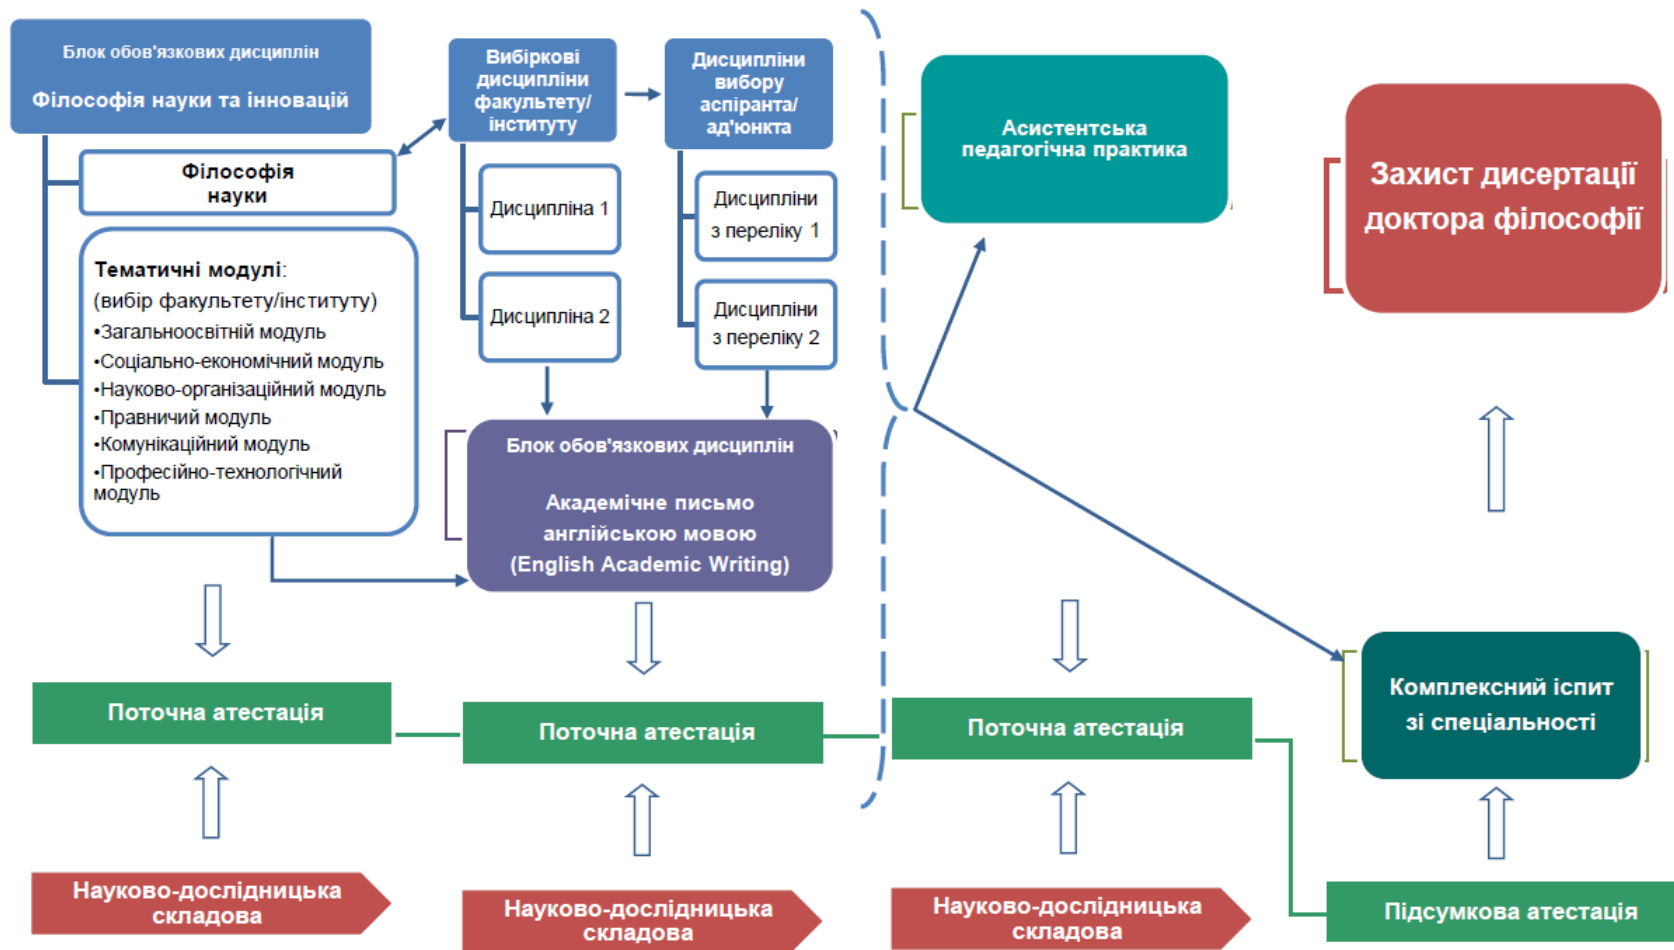 Блок обов'язкових дисциплін
Філософія науки та інновацій
Філософія
науки
Тематичні модулі:
(вибір факультету/інституту)
•Загальноосвітній модуль
•Соціально-економічний модуль
•Науково-організаційний модуль
•Правничий модуль
•Комунікаційний модуль
•Професійно-технологічний
модуль
Вибіркові
дисципліни
факультету/
інституту
Дисципліна 1
Дисципліна 2
Дисципліни
вибору
аспіранта/
ад'юнкта
Дисципліни
з переліку 1
Дисципліни
з переліку 2
Блок обов'язкових дисциплін
Академічне письмо
англійською мовою
(English Academic Writing)
Асистентська
педагогічна практика
Захист дисертації
доктора філософії
Комплексний іспит
зі спеціальності
Поточна атестація
Поточна атестація
Поточна атестація
Науково-дослідницька
складова
Науково-дослідницька
складова
Науково-дослідницька
складова
Підсумкова атестація